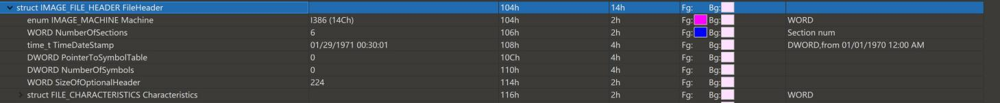 struct IMAGE_FILE_HEADER FileHeader 104h 14h Fg: Bg:
enum IMAGE_MACHINE Machine I386 (14Ch) 104h 2h Fg: Bg: WORD
WORD NumberOfSections 6 106h 2h Fg: Bg: Section num
time_t TimeDateStamp 01/29/1971 00:30:01 108h 4h Fg: Bg: DWORD,from 01/01/1970 12:00 AM
DWORD PointerToSymbolTable 0 10Ch 4h Fg: Bg:
DWORD NumberOfSymbols 0 110h 4h Fg: Bg:
WORD SizeOfOptionalHeader 224 114h 2h Fg: Bg:
struct FILE_CHARACTERISTICS Characteristics 116h 2h Fg: Bg: WORD